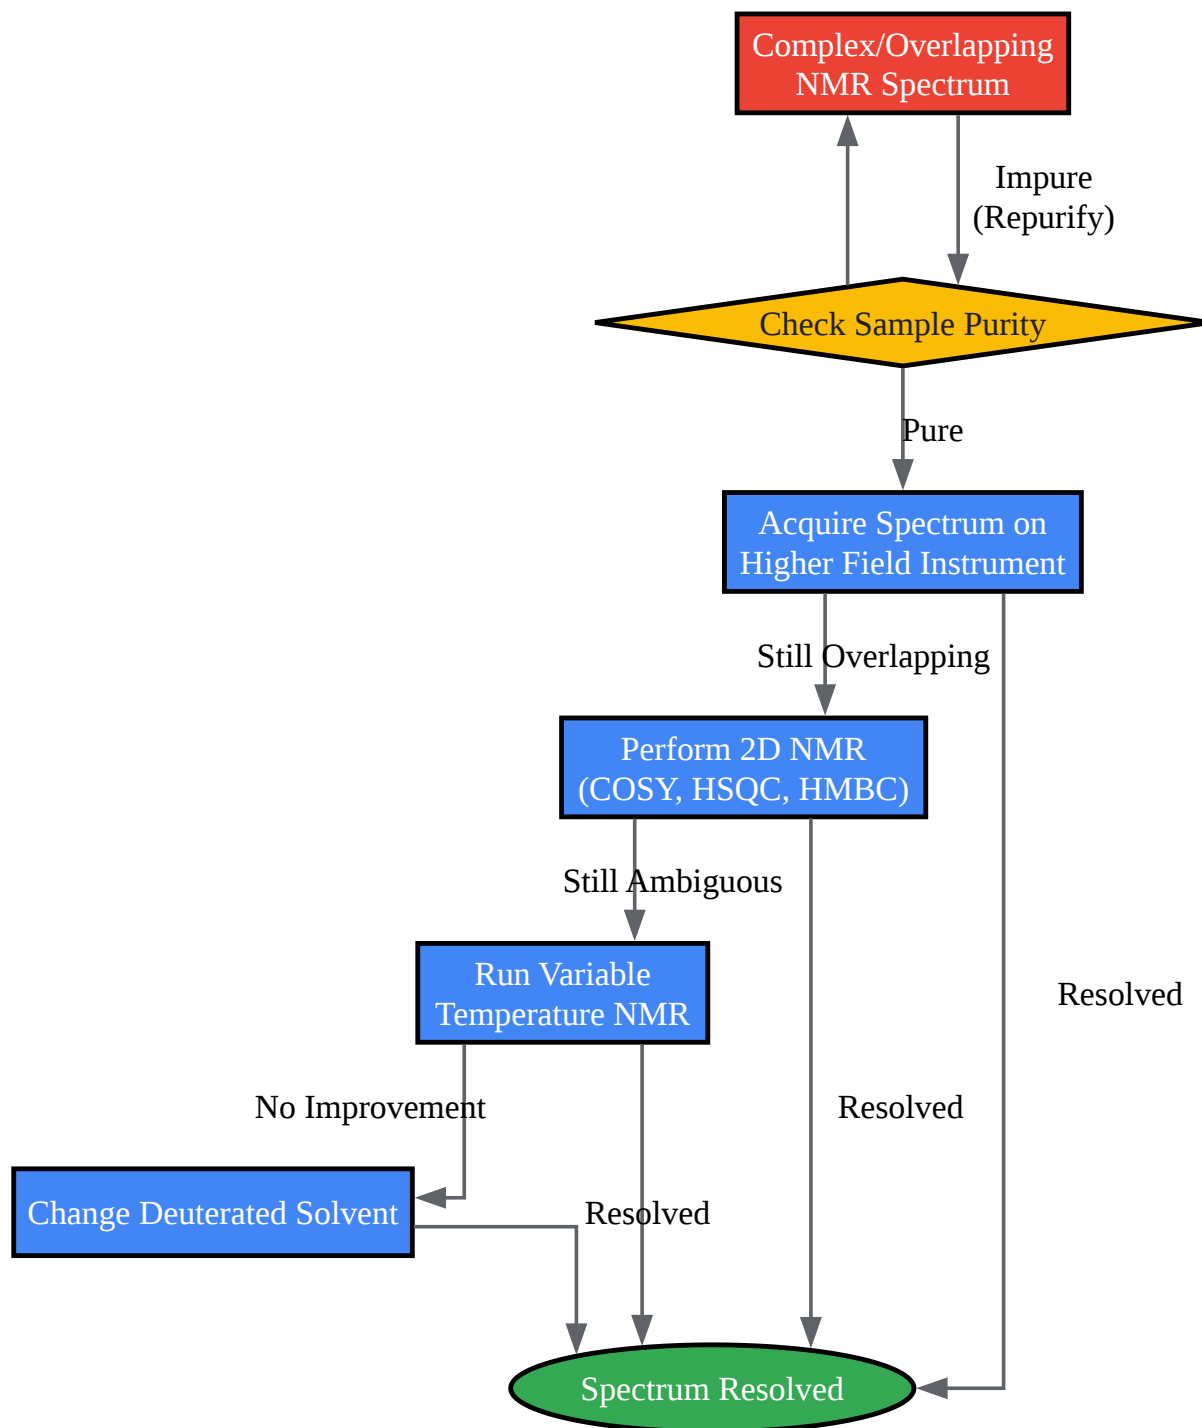 Complex/Overlapping
NMR Spectrum
Impure
(Repurify)
Check Sample Purity
Pure
Acquire Spectrum on
Higher Field Instrument
Still Overlapping
Perform 2D NMR
(COSY, HSQC, HMBC)
Still Ambiguous
Run Variable
Temperature NMR
Resolved
No Improvement
Resolved
Change Deuterated Solvent
Resolved
Spectrum Resolved